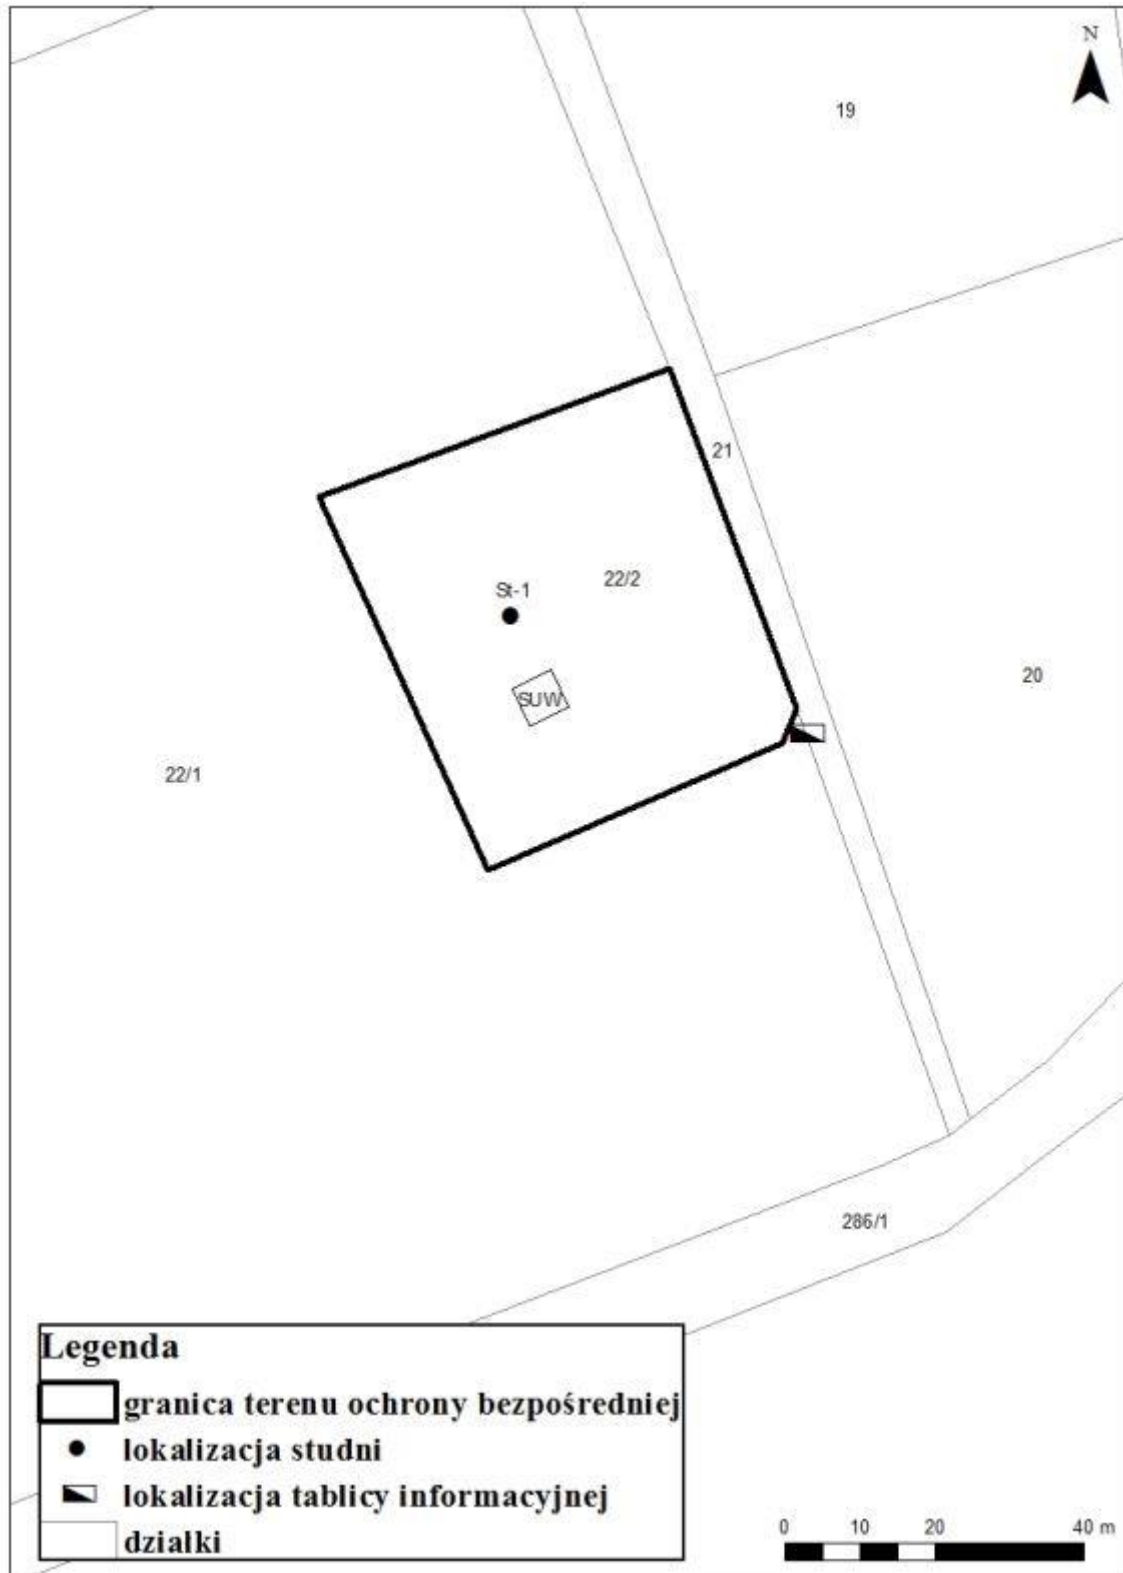 N
19
21
22/2
St-1
20
SUW
22/1
286/1
Legenda
granica terenu ochrony bezpośredniej
lokalizacja studni
lokalizacja tablicy informacyjnej
działki
0 10 20 40 m